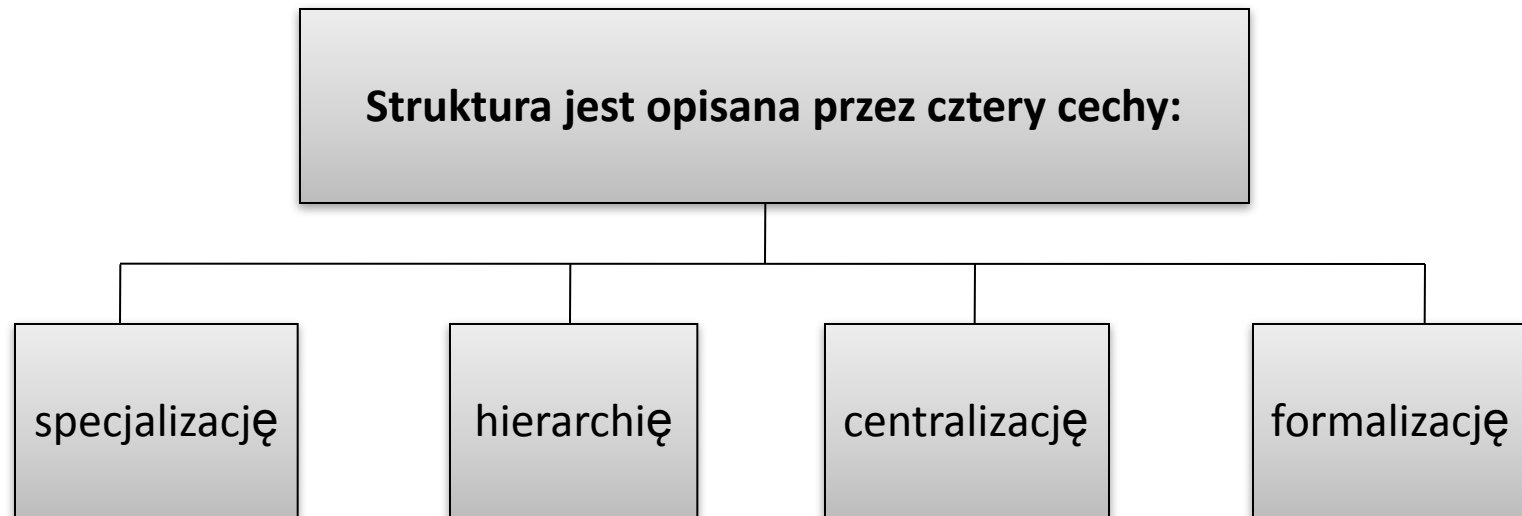 Struktura jest opisana przez cztery cechy:
specjalizację
hierarchię
centralizację
formalizację